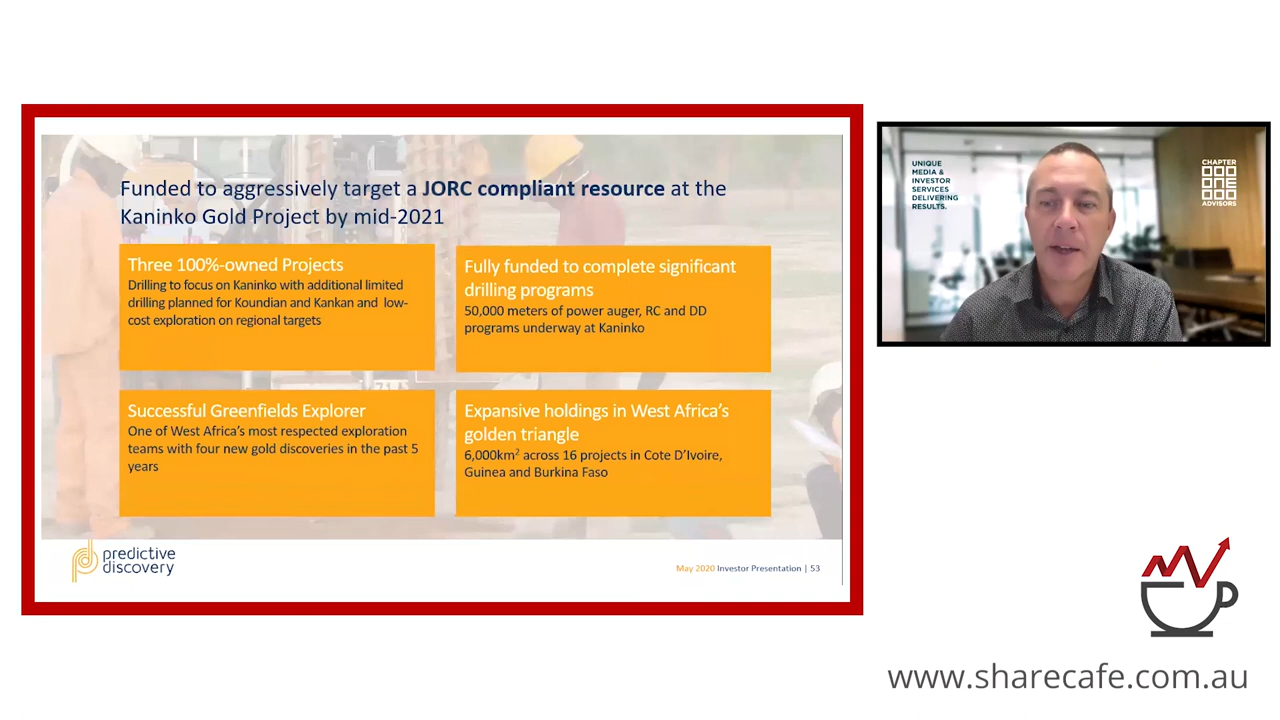 Funded to aggressively target a JORC compliant resource at the
Kaninko Gold Project by mid-2021
Three 100%-owned Projects
Drilling to focus on Kaninko with additional limited
drilling planned for Koundian and Kankan and low-
cost exploration on regional targets
Fully funded to complete significant
drilling programs
50,000 meters of power auger, RC and DD
programs underway at Kaninko
Successful Greenfields Explorer
One of West Africa's most respected exploration
teams with four new gold discoveries in the past 5
years
Expansive holdings in West Africa's
golden triangle
6,000km² across 16 projects in Cote D'Ivoire,
Guinea and Burkina Faso
predictive
discovery
May 2020 Investor Presentation | 53
UNIQUE
MEDIA &
INVESTOR
SERVICES
DELIVERING
RESULTS.
CHAPTER
ONE
ADVISORS
www.sharecafe.com.au